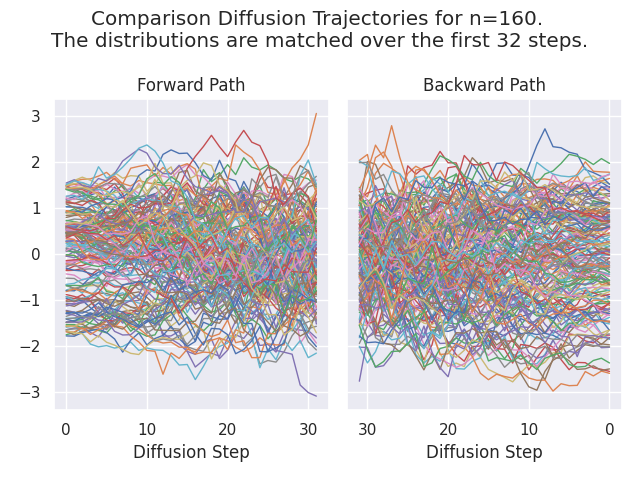 Comparison Diffusion Trajectories for n=160.
The distributions are matched over the first 32 steps.
Forward Path
Backward Path
3
2
1
0
−1
−2
−3
0 10 20 30
30 20 10 0
Diffusion Step
Diffusion Step